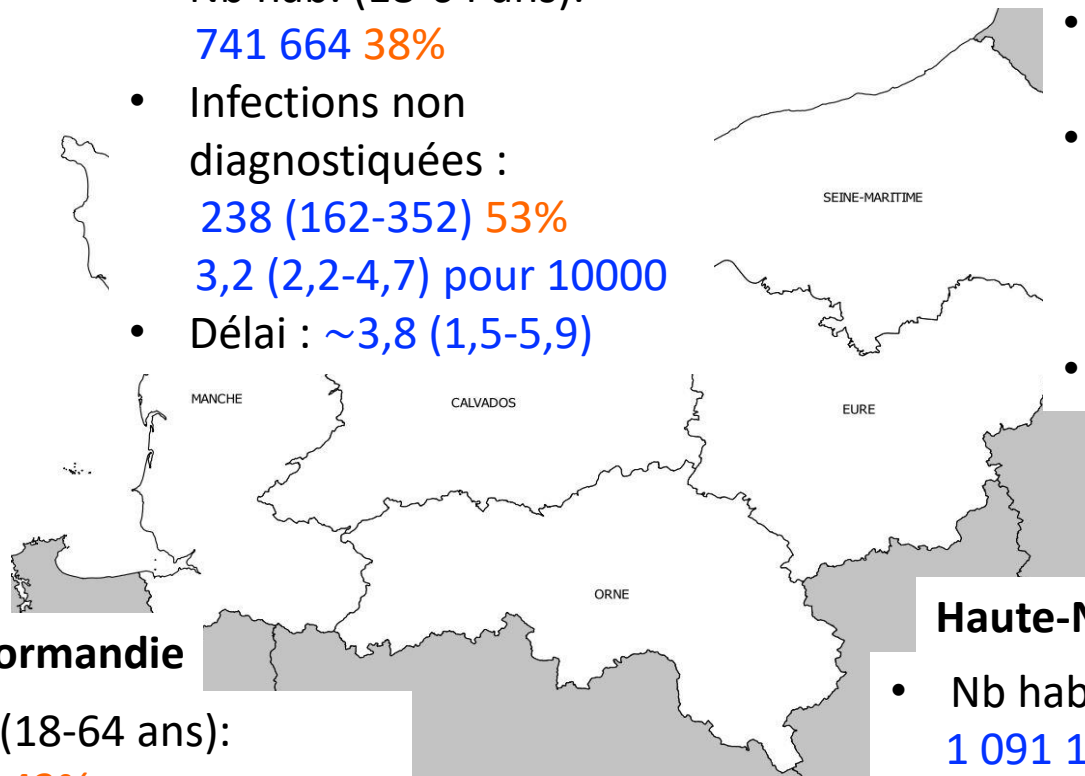 741 664 38%
• Infections non
diagnostiquées :
238 (162-352) 53%
3,2 (2,2-4,7) pour 10000
• Délai : ~3,8 (1,5-5,9)
•
•
•
SEINE-MARITIME
MANCHE
CALVADOS
EURE
ORNE
ormandie
(18-64 ans):
Haute-N
• Nb hab
1 091 1